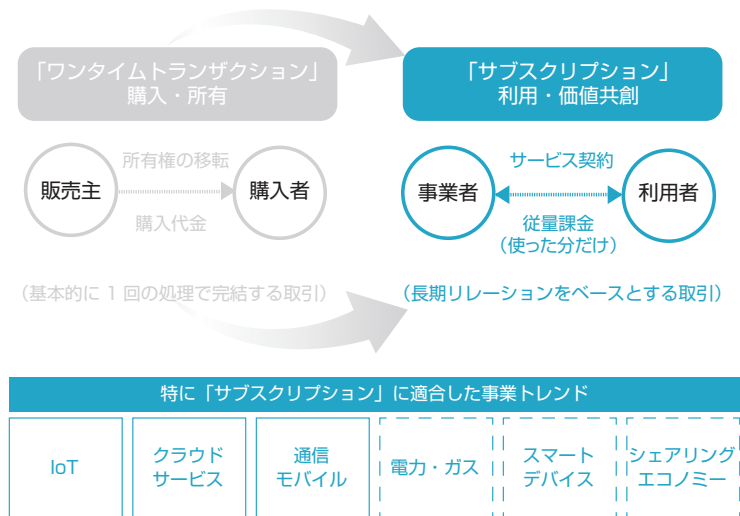 「ワンタイムトランザクション」
購入・所有
「サブスクリプション」
利用・価値共創
販売主
所有権の移転
購入代金
購入者
事業者
サービス契約
従量課金
（使った分だけ）
利用者
（基本的に 1 回の処理で完結する取引）
（長期リレーションをベースとする取引）
特に「サブスクリプション」に適合した事業トレンド
IoT
クラウド
サービス
通信
モバイル
電力・ガス
スマート
デバイス
シェアリング
エコノミー